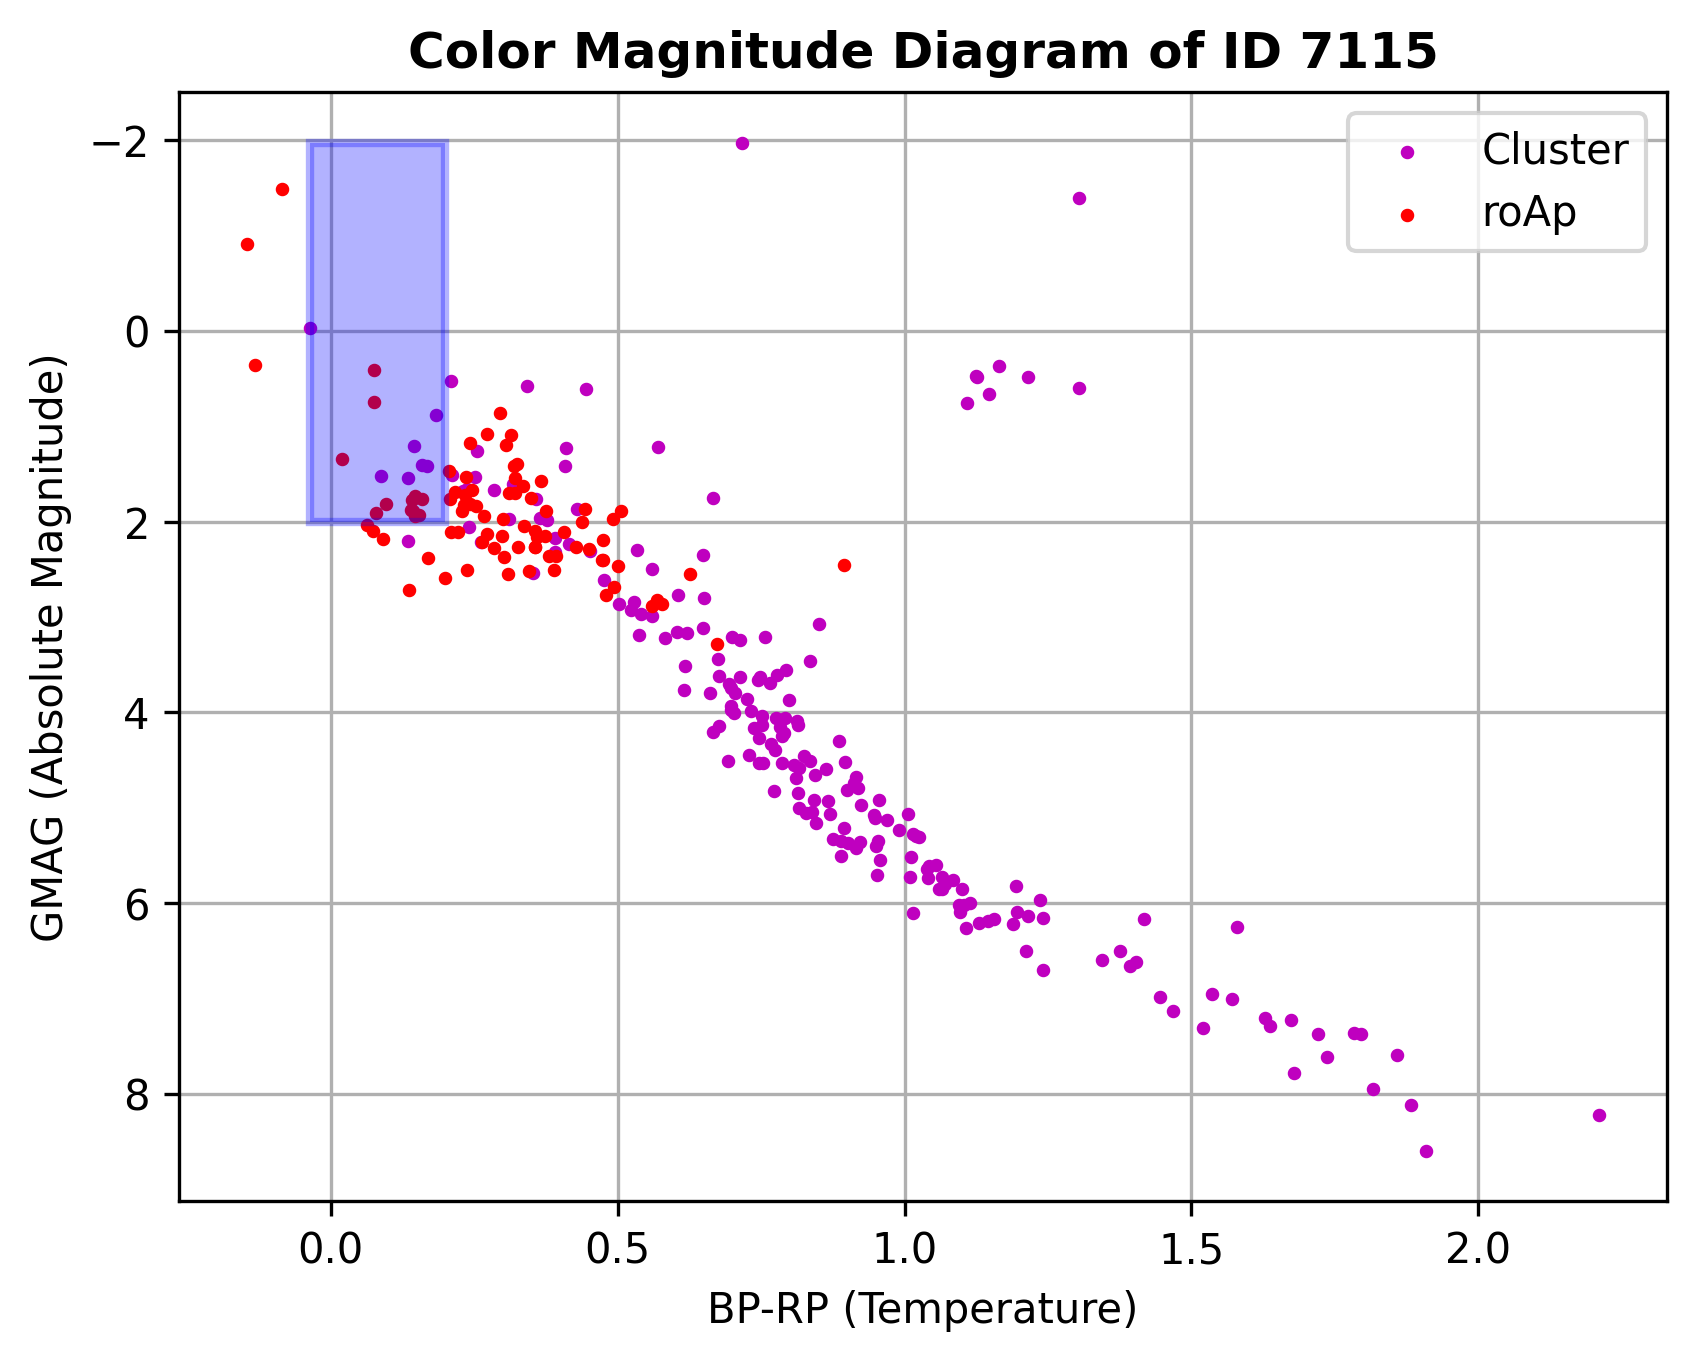 Color Magnitude Diagram of ID 7115
Cluster
roAp
−2
0
2
4
6
8
GMAG (Absolute Magnitude)
0.0 0.5 1.0 1.5 2.0
BP-RP (Temperature)